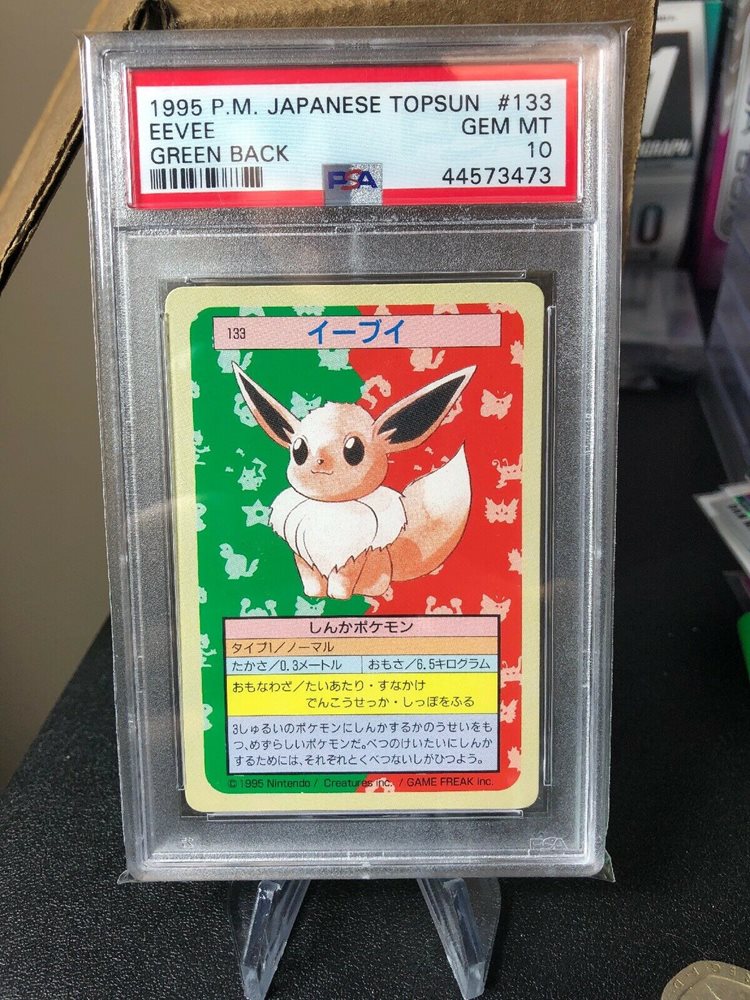 1995 P.M. JAPANESE TOPSUN #133
EEVEE GEM MT
GREEN BACK 10
PSA 44573473
133 イーブイ
しんかポケモン
タイプ1/ノーマル
たかさ/0.3メートル おもさ/6.5キログラム
おもなわざ/たいあたり・すなかけ
でんこうせっか・しっぽをふる
3しゅるいのポケモンにしんかするかのうせいをも
つ、めずらしいポケモンだ。べつのけいたいにしんか
するためには、それぞれとくべつないしがひつよう。
© 1995 Nintendo / Creatures inc. / GAME FREAK inc.
PSA